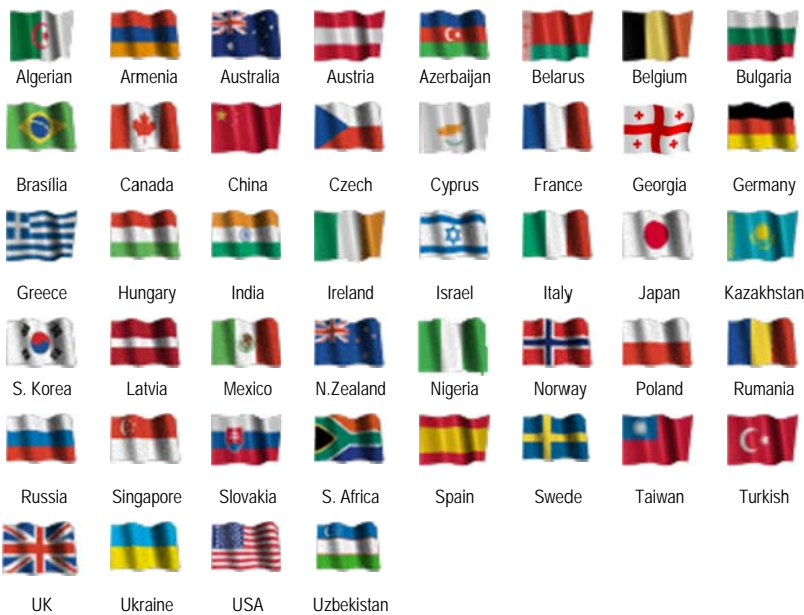 Algerian Armenia Australia Austria Azerbaijan Belarus Belgium Bulgaria
Brasília Canada China Czech Cyprus France Georgia Germany
Greece Hungary India Ireland Israel Italy Japan Kazakhstan
S. Korea Latvia Mexico N.Zealand Nigeria Norway Poland Rumania
Russia Singapore Slovakia S. Africa Spain Swede Taiwan Turkish
UK Ukraine USA Uzbekistan